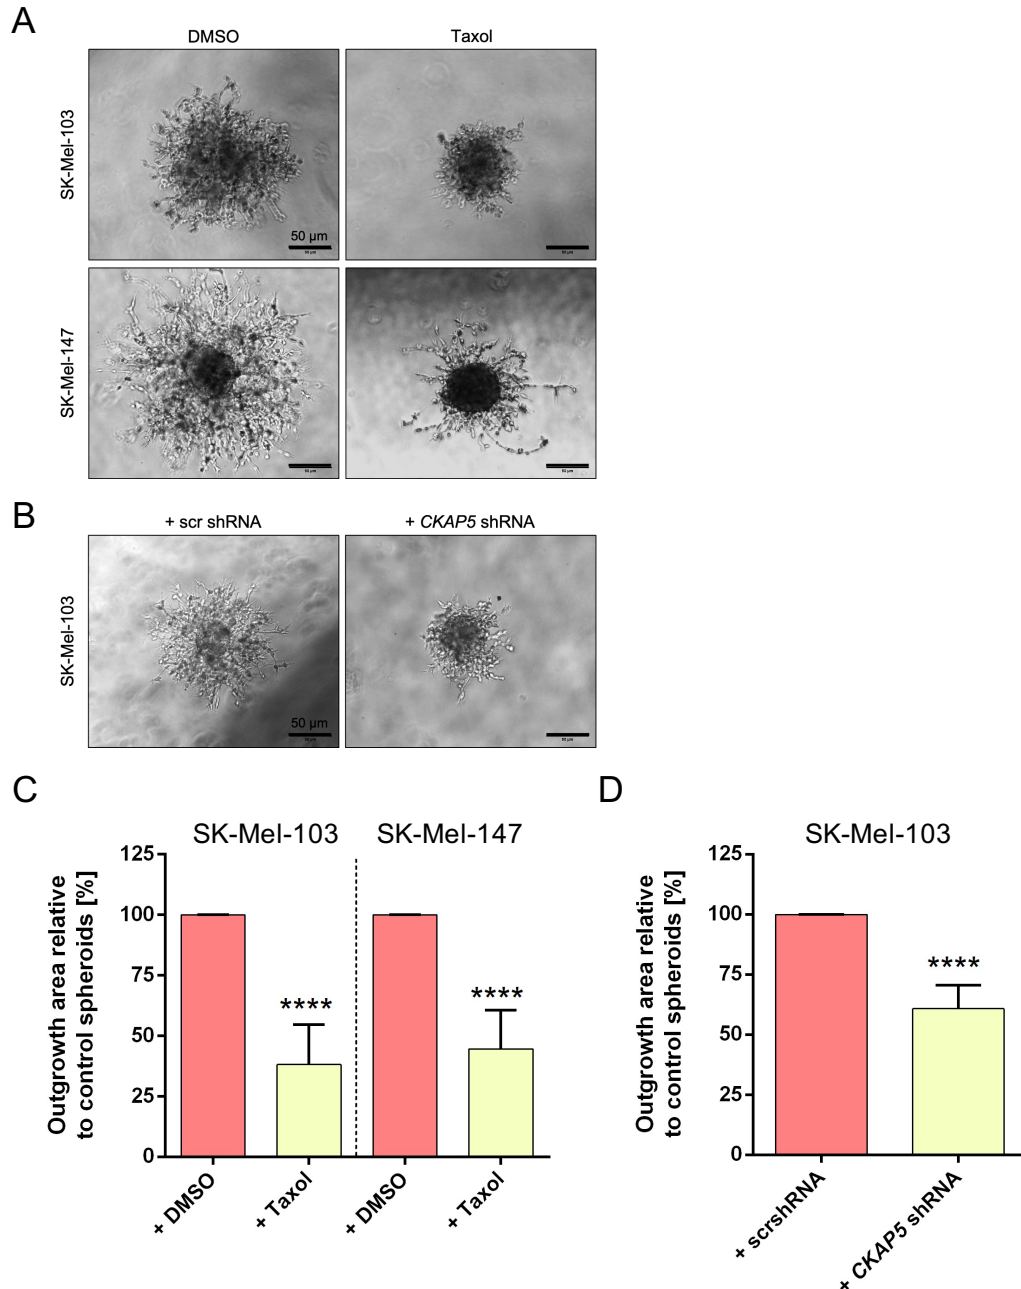 A
DMSO
Taxol
SK-Mel-103
50 µm
SK-Mel-147
B
+ scr shRNA
+ CKAP5 shRNA
SK-Mel-103
50 µm
C
SK-Mel-103
SK-Mel-147
Outgrowth area relative
to control spheroids [%]
125
100
75
50
25
0
****
****
+ DMSO
+ Taxol
+ DMSO
+ Taxol
D
SK-Mel-103
Outgrowth area relative
to control spheroids [%]
125
100
75
50
25
0
****
+ scrshRNA
+ CKAP5 shRNA